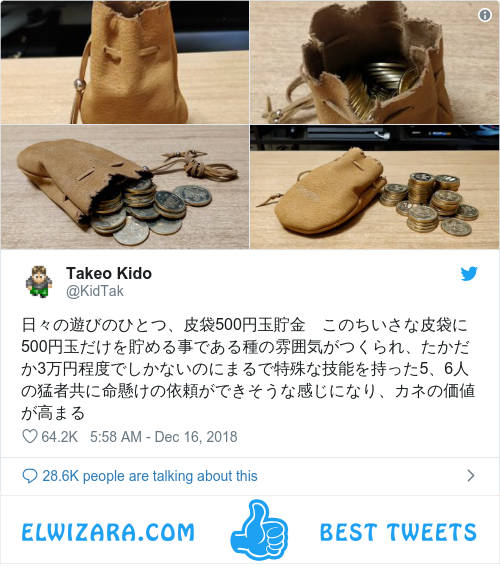 Takeo Kido
@KidTak
日々の遊びのひとつ、皮袋500円玉貯金　このちいさな皮袋に
500円玉だけを貯める事である種の雰囲気がつくられ、たかだ
か3万円程度でしかないのにまるで特殊な技能を持った5、6人
の猛者共に命懸けの依頼ができそうな感じになり、カネの価値
が高まる
64.2K 5:58 AM - Dec 16, 2018
28.6K people are talking about this
ELWIZARA.COM BEST TWEETS